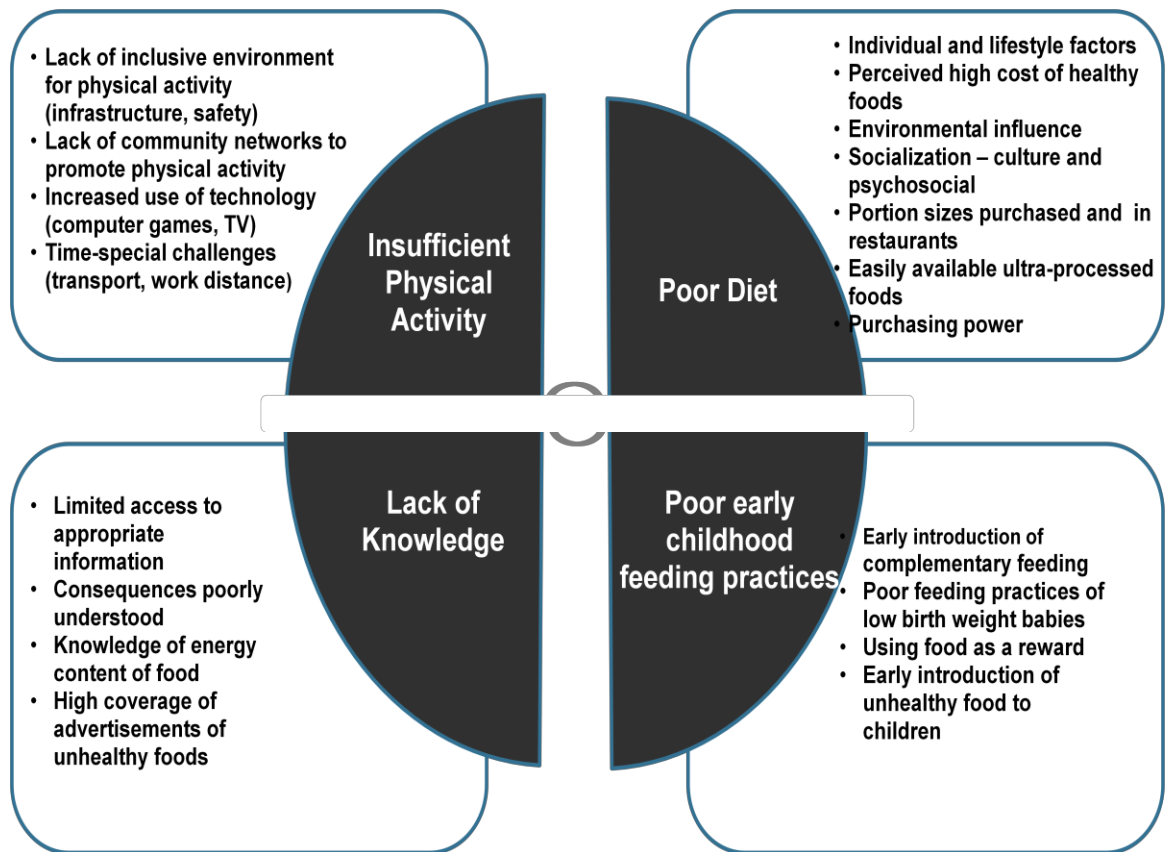 • Lack of inclusive environment
for physical activity
(infrastructure, safety)
• Lack of community networks to
promote physical activity
• Increased use of technology
(computer games, TV)
• Time-special challenges
(transport, work distance)
Insufficient
Physical
Activity
• Individual and lifestyle factors
• Perceived high cost of healthy
foods
• Environmental influence
• Socialization – culture and
psychosocial
• Portion sizes purchased and in
restaurants
• Easily available ultra-processed
foods
• Purchasing power
Poor Diet
• Limited access to
appropriate
information
• Consequences poorly
understood
• Knowledge of energy
content of food
• High coverage of
advertisements of
unhealthy foods
Lack of
Knowledge
Poor early
childhood
feeding practices
• Early introduction of
complementary feeding
• Poor feeding practices of
low birth weight babies
• Using food as a reward
• Early introduction of
unhealthy food to
children